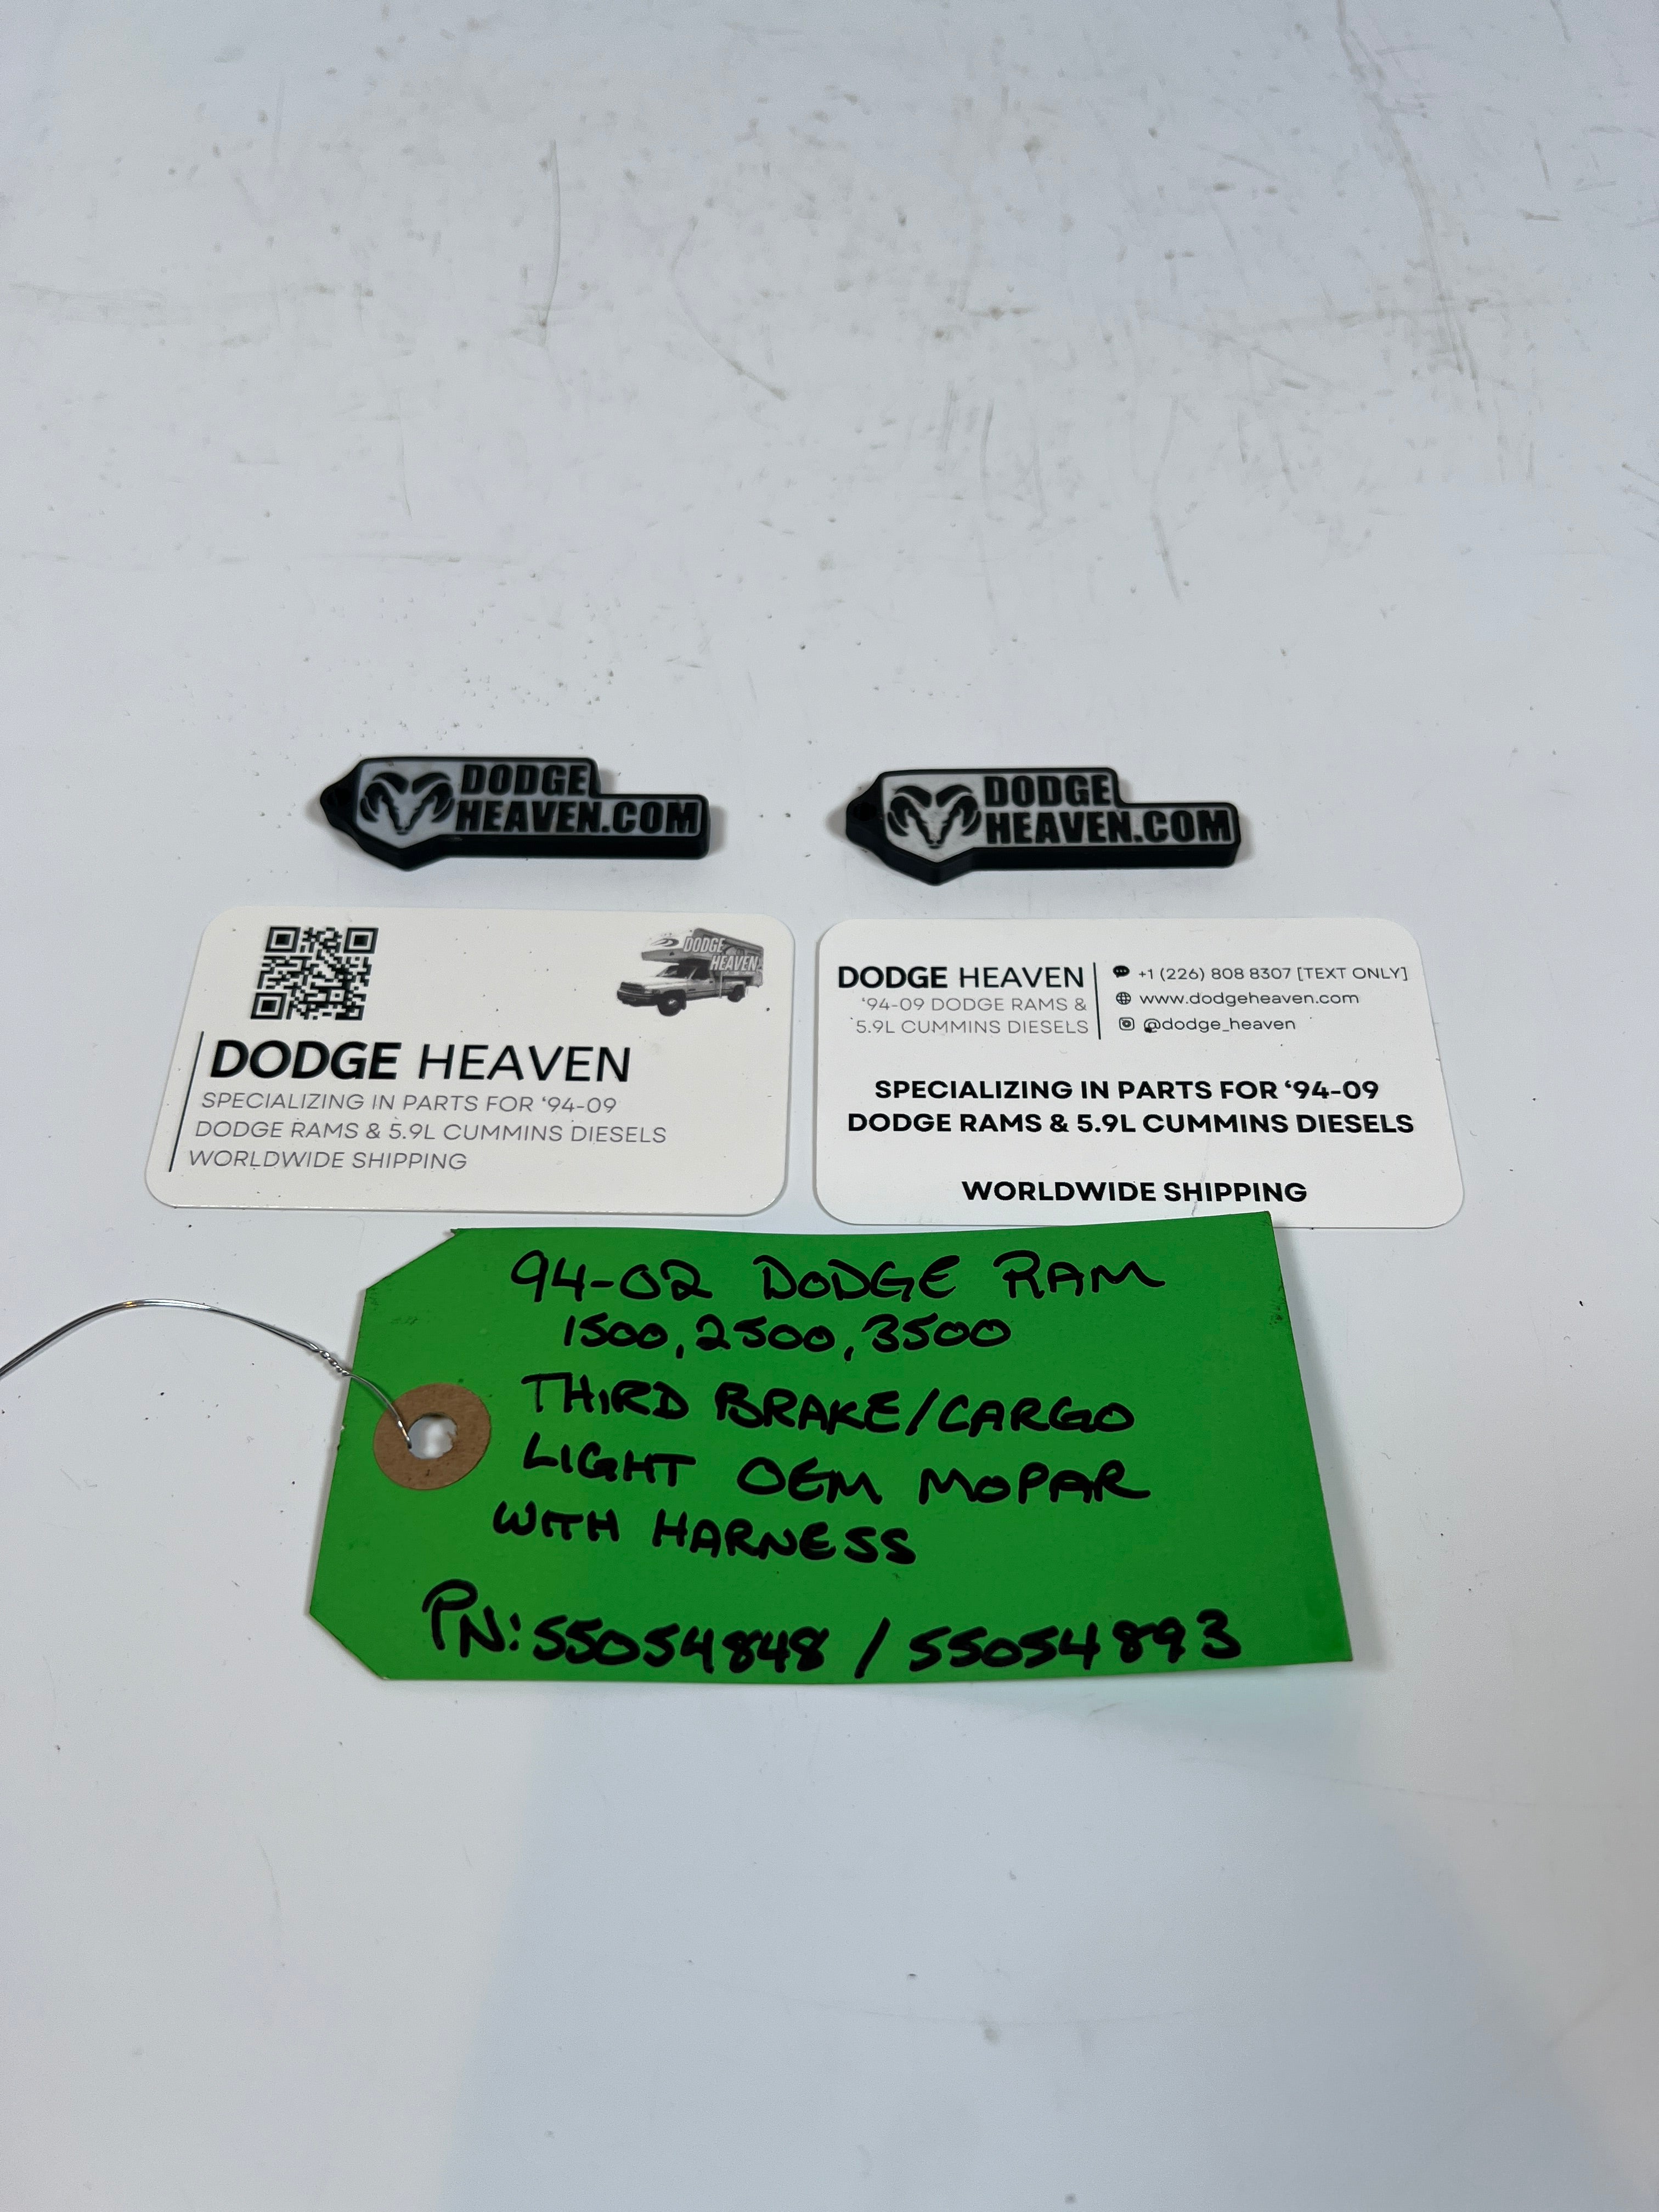 DODGE
HEAVEN.COM
DODGE
HEAVEN.COM
DODGE
HEAVEN
DODGE HEAVEN
SPECIALIZING IN PARTS FOR ‘94-09
DODGE RAMS & 5.9L CUMMINS DIESELS
WORLDWIDE SHIPPING
DODGE HEAVEN
‘94-09 DODGE RAMS &
5.9L CUMMINS DIESELS
+1 (226) 808 8307 [TEXT ONLY]
www.dodgeheaven.com
@dodge_heaven
SPECIALIZING IN PARTS FOR ‘94-09
DODGE RAMS & 5.9L CUMMINS DIESELS
WORLDWIDE SHIPPING
94-02 DODGE RAM
1500, 2500, 3500
THIRD BRAKE/CARGO
LIGHT OEM MOPAR
WITH HARNESS
PN: 55054848 / 55054893